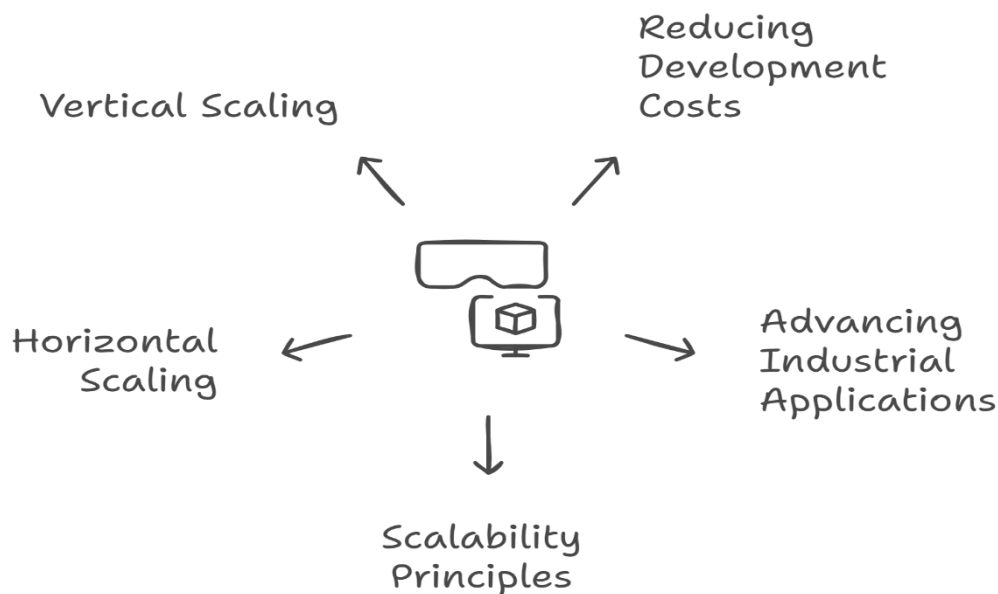 Reducing
Development
Costs
Vertical Scaling
Horizontal
Scaling
Advancing
Industrial
Applications
Scalability
Principles